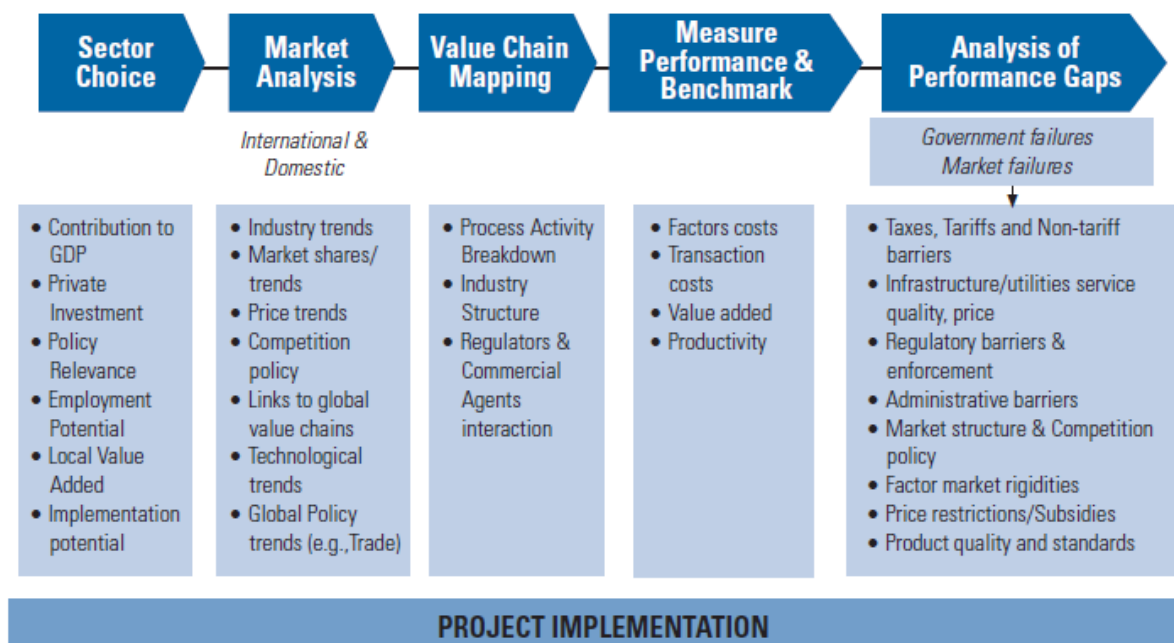 Sector
Choice
Market
Analysis
Value Chain
Mapping
Measure
Performance &
Benchmark
Analysis of
Performance Gaps
International &
Domestic
Government failures
Market failures
• Contribution to
GDP
• Private
Investment
• Policy
Relevance
• Employment
Potential
• Local Value
Added
• Implementation
potential
• Industry trends
• Market shares/
trends
• Price trends
• Competition
policy
• Links to global
value chains
• Technological
trends
• Global Policy
trends (e.g.,Trade)
• Process Activity
Breakdown
• Industry
Structure
• Regulators &
Commercial
Agents
interaction
• Factors costs
• Transaction
costs
• Value added
• Productivity
• Taxes, Tariffs and Non-tariff
barriers
• Infrastructure/utilities service
quality, price
• Regulatory barriers &
enforcement
• Administrative barriers
• Market structure & Competition
policy
• Factor market rigidities
• Price restrictions/Subsidies
• Product quality and standards
PROJECT IMPLEMENTATION